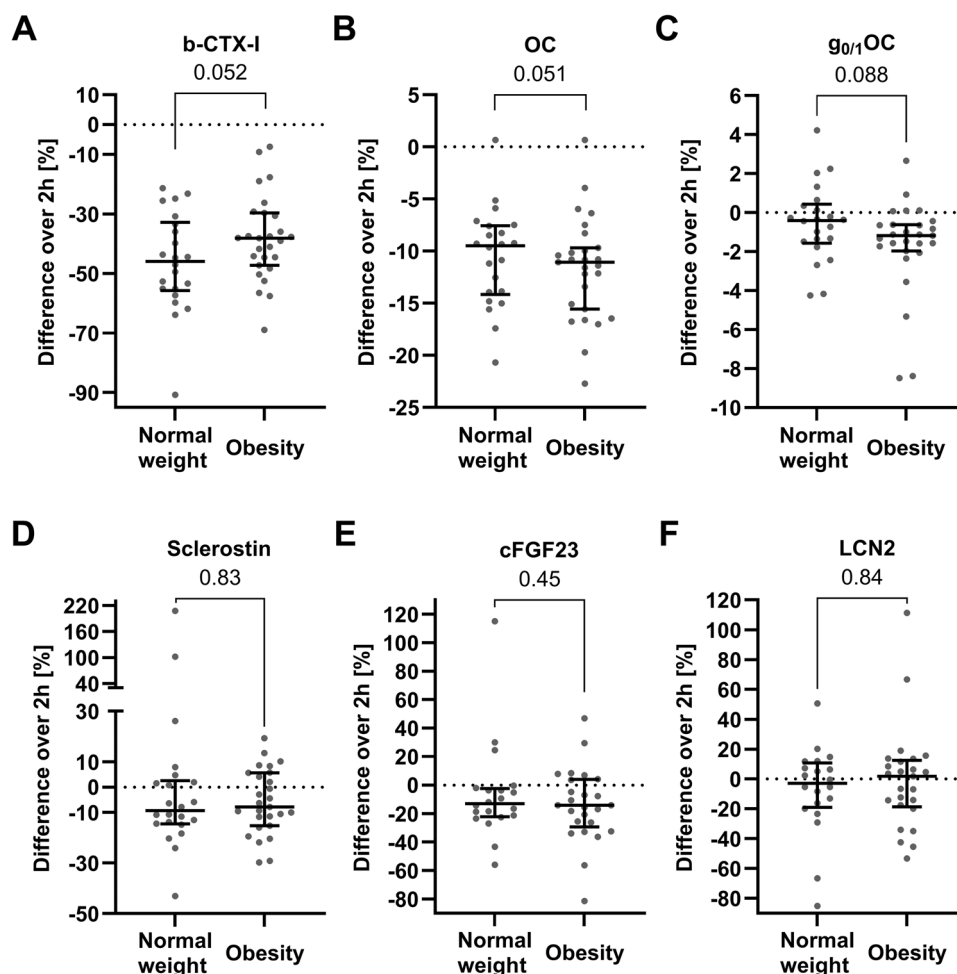 A
b-CTX-I
0.052
Difference over 2h [%]
10
0
-10
-30
-50
-70
-90
Normal weight
Obesity
B
OC
0.051
Difference over 2h [%]
5
0
-5
-10
-15
-20
-25
Normal weight
Obesity
C
g0/1OC
0.088
Difference over 2h [%]
6
4
2
0
-2
-4
-6
-8
-10
Normal weight
Obesity
D
Sclerostin
0.83
Difference over 2h [%]
220
160
100
40
30
10
0
-10
-30
-50
Normal weight
Obesity
E
cFGF23
0.45
Difference over 2h [%]
120
100
80
60
40
20
0
-20
-40
-60
-80
Normal weight
Obesity
F
LCN2
0.84
Difference over 2h [%]
120
100
80
60
40
20
0
-20
-40
-60
-80
Normal weight
Obesity